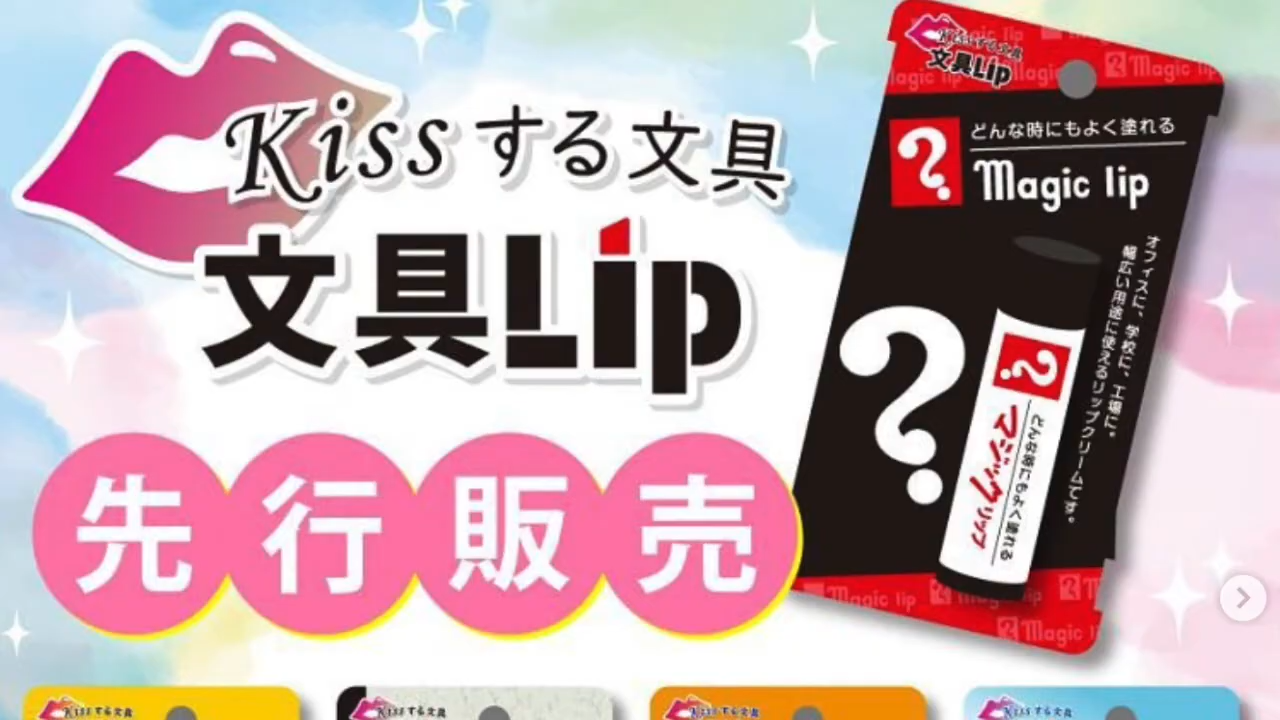 Kissする文具
文具Lip
先行販売
Kissする文具
文具Lip
Magic lip
?
どんな時にもよく塗れる
Magic lip
オフィスに、学校に、工場に。
幅広い用途に使えるリップクリームです。
?
?
どんな時にもよく塗れる
マジックリップ
Magic lip
Magic lip
Magic lip
Kissする文具
Kissする文具
Kissする文具
Kissする文具